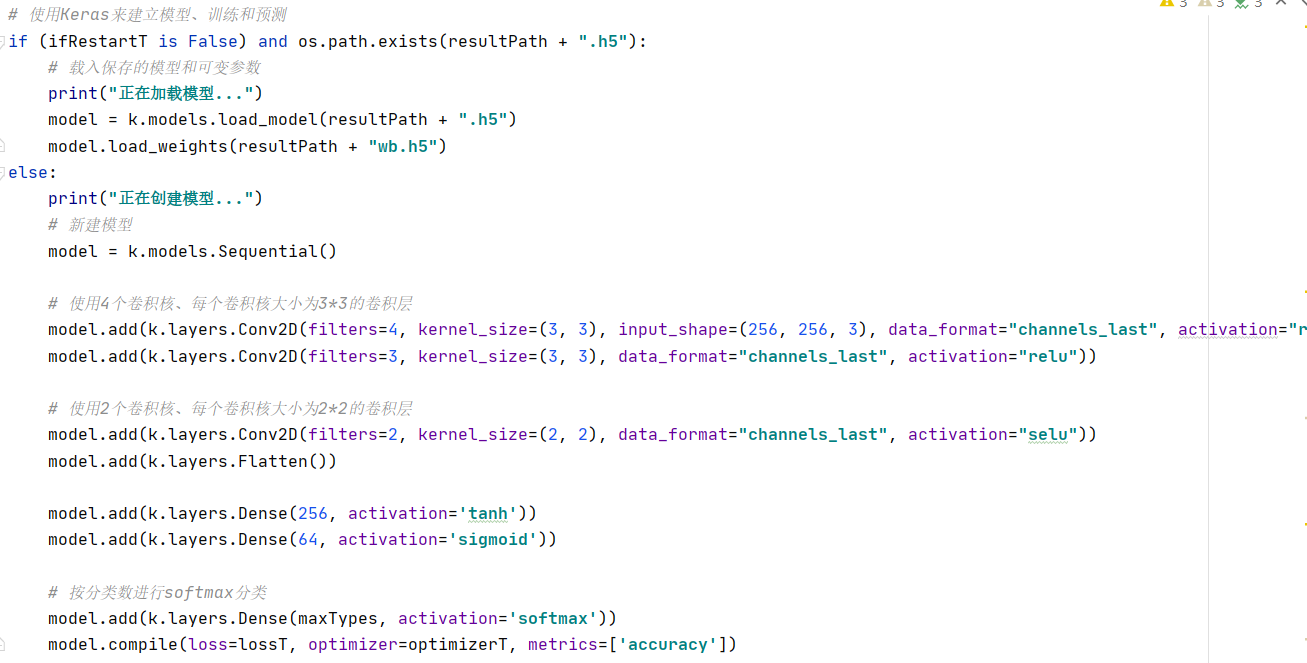 3 3 3
# 使用Keras来建立模型、训练和预测
if (ifRestartT is False) and os.path.exists(resultPath + ".h5"):
    # 载入保存的模型和可变参数
    print("正在加载模型...")
    model = k.models.load_model(resultPath + ".h5")
    model.load_weights(resultPath + "wb.h5")
else:
    print("正在创建模型...")
    # 新建模型
    model = k.models.Sequential()
    # 使用4个卷积核、每个卷积核大小为3*3的卷积层
    model.add(k.layers.Conv2D(filters=4, kernel_size=(3, 3), input_shape=(256, 256, 3), data_format="channels_last", activation="r
    model.add(k.layers.Conv2D(filters=3, kernel_size=(3, 3), data_format="channels_last", activation="relu"))
    # 使用2个卷积核、每个卷积核大小为2*2的卷积层
    model.add(k.layers.Conv2D(filters=2, kernel_size=(2, 2), data_format="channels_last", activation="selu"))
    model.add(k.layers.Flatten())
    model.add(k.layers.Dense(256, activation='tanh'))
    model.add(k.layers.Dense(64, activation='sigmoid'))
    # 按分类数进行softmax分类
    model.add(k.layers.Dense(maxTypes, activation='softmax'))
    model.compile(loss=lossT, optimizer=optimizerT, metrics=['accuracy'])